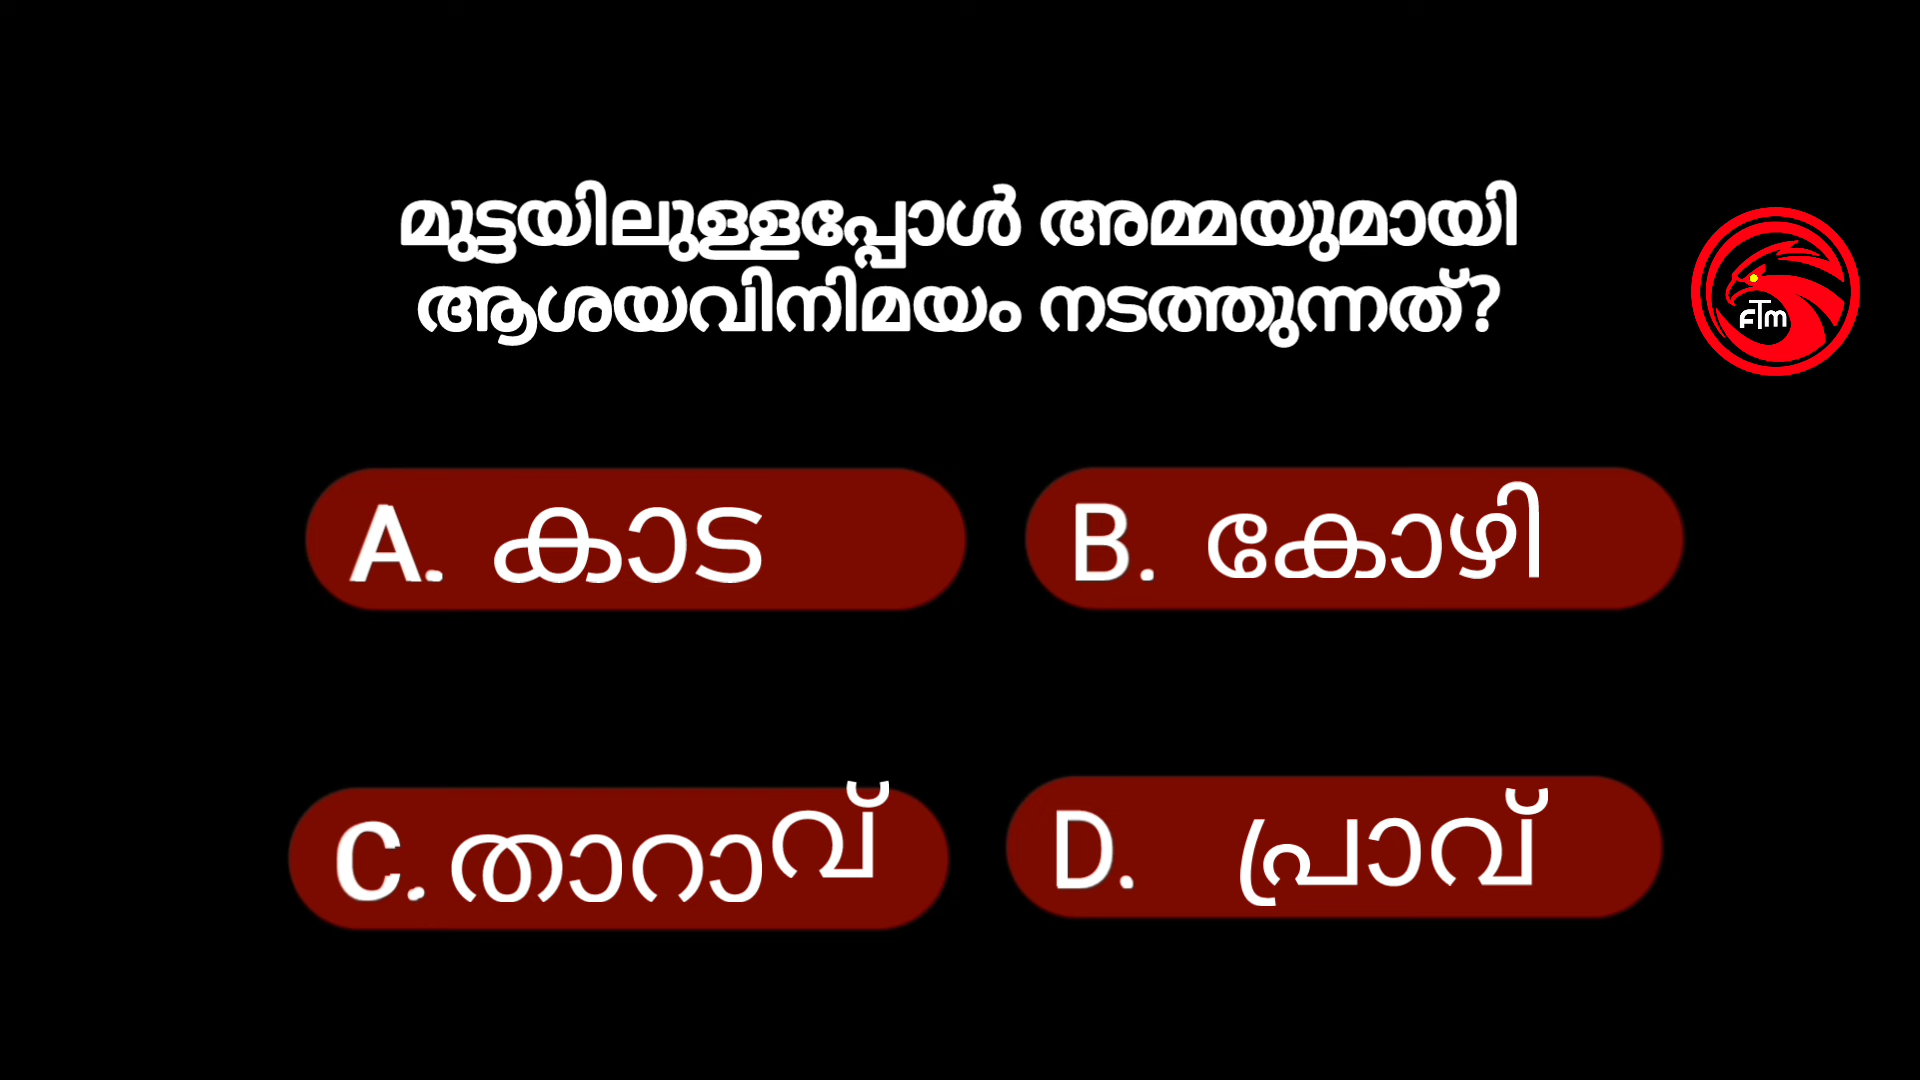 മുട്ടയിലുള്ളപ്പോൾ അമ്മയുമായി
ആശയവിനിമയം നടത്തുന്നത്?
FTM
A. കാട
B. കോഴി
C. താറാവ്
D. പ്രാവ്